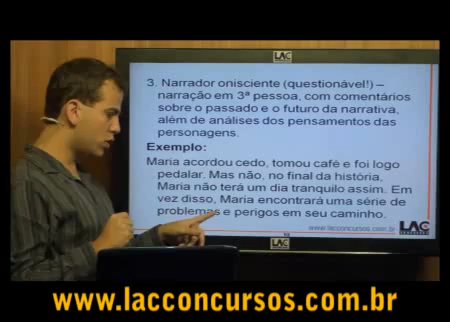 LAC
3. Narrador onisciente (questionável!) –
narração em 3ª pessoa, com comentários
sobre o passado e o futuro da narrativa,
além de análises dos pensamentos das
personagens.
Exemplo:
Maria acordou cedo, tomou café e foi logo
pedalar. Mas não, no final da história,
Maria não terá um dia tranquilo assim. Em
vez disso, Maria encontrará uma série de
problemas e perigos em seu caminho.
www.lacconcursos.com.br
LAC
CONCURSOS
LAC
www.lacconcursos.com.br